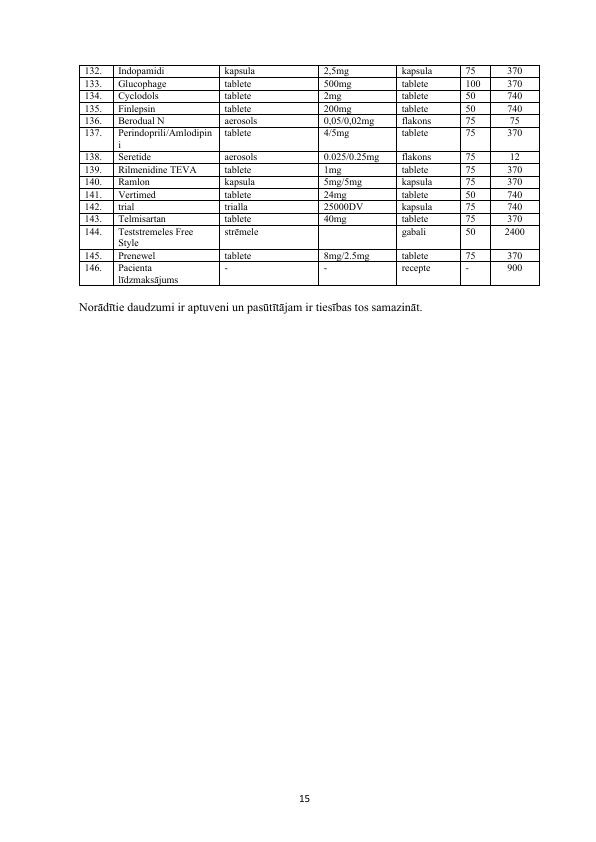 132. Indopamidi kapsula 2,5mg kapsula 75 370
133. Glucophage tablete 500mg tablete 100 370
134. Cyclodols tablete 2mg tablete 50 740
135. Finlepsin tablete 200mg tablete 50 740
136. Berodual N aerosols 0,05/0,02mg flakons 75 75
137. Perindoprili/Amlodipin tablete 4/5mg tablete 75 370
i
138. Seretide aerosols 0.025/0.25mg flakons 75 12
139. Rilmenidine TEVA tablete 1mg tablete 75 370
140. Ramlon kapsula 5mg/5mg kapsula 75 370
141. Vertimed tablete 24mg tablete 50 740
142. trial trialla 25000DV kapsula 75 740
143. Telmisartan tablete 40mg tablete 75 370
144. Teststremeles Free strēmele gabali 50 2400
Style
145. Prenewel tablete 8mg/2.5mg tablete 75 370
146. Pacienta - - recepte - 900
līdzmaksājums
Norādītie daudzumi ir aptuveni un pasūtītājam ir tiesības tos samazināt.
15